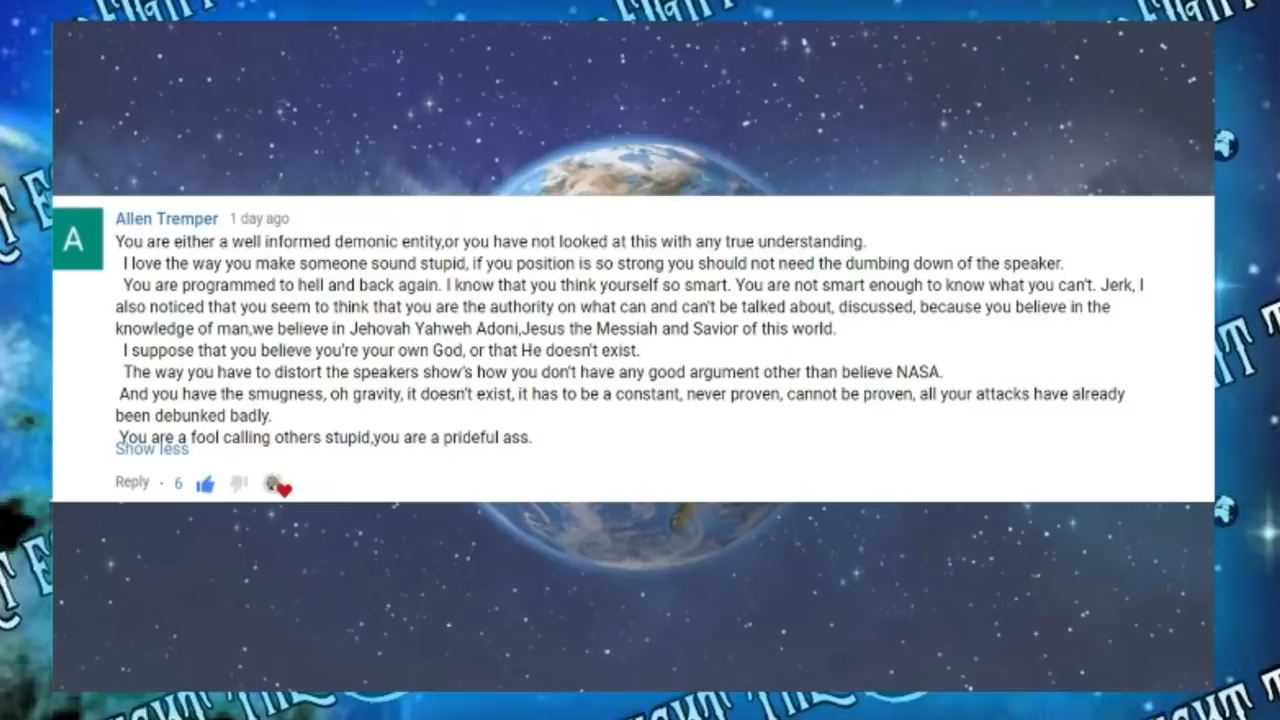 Allen Tremper 1 day ago
A
You are either a well informed demonic entity,or you have not looked at this with any true understanding.
I love the way you make someone sound stupid, if you position is so strong you should not need the dumbing down of the speaker.
You are programmed to hell and back again. I know that you think yourself so smart. You are not smart enough to know what you can't. Jerk, I
also noticed that you seem to think that you are the authority on what can and can't be talked about, discussed, because you believe in the
knowledge of man,we believe in Jehovah Yahweh Adoni,Jesus the Messiah and Savior of this world.
I suppose that you believe you're your own God, or that He doesn't exist.
The way you have to distort the speakers show's how you don't have any good argument other than believe NASA.
And you have the smugness, oh gravity, it doesn't exist, it has to be a constant, never proven, cannot be proven, all your attacks have already
been debunked badly.
You are a fool calling others stupid,you are a prideful ass.
Show less
Reply · 6